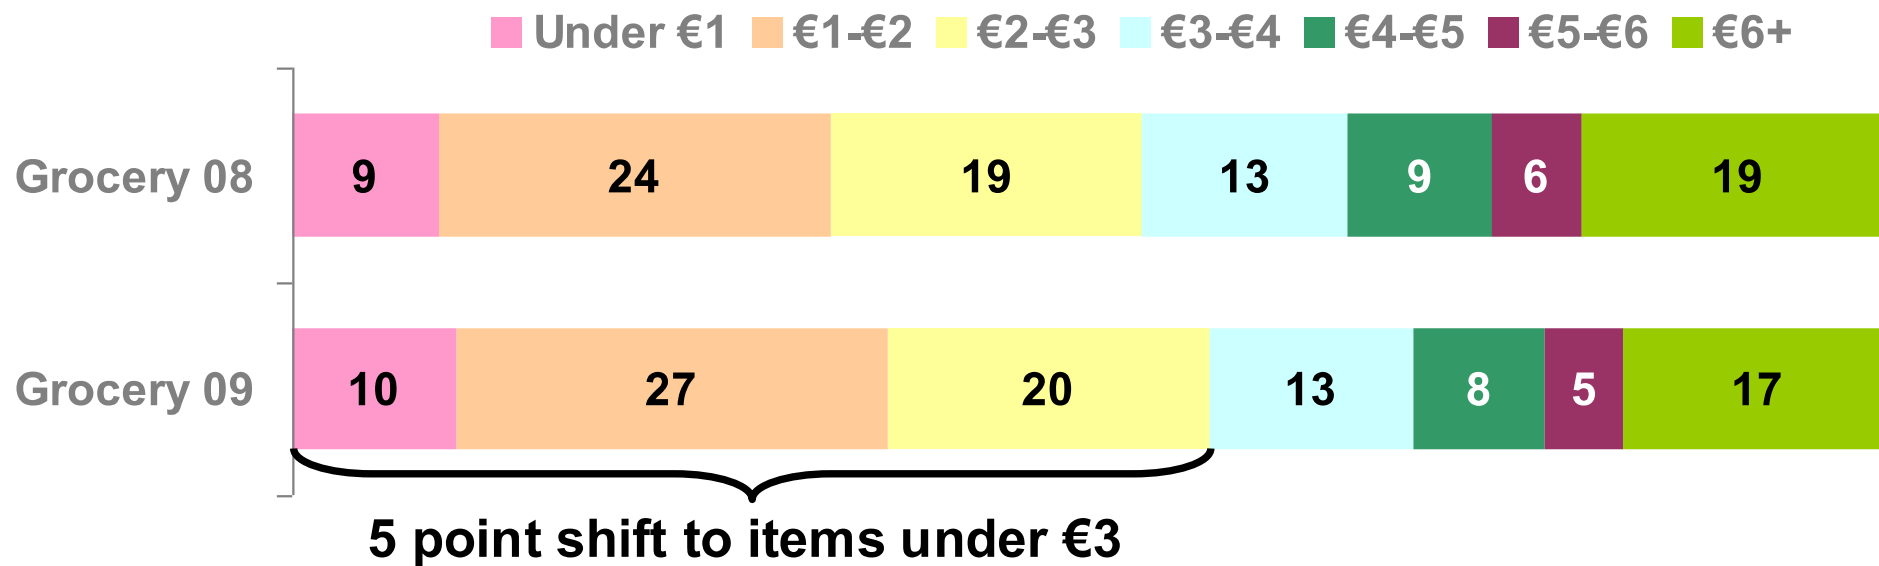 Under €1 €1-€2 €2-€3 €3-€4 €4-€5 €5-€6 €6+
Grocery 08 9 24 19 13 9 6 19
Grocery 09 10 27 20 13 8 5 17
5 point shift to items under €3